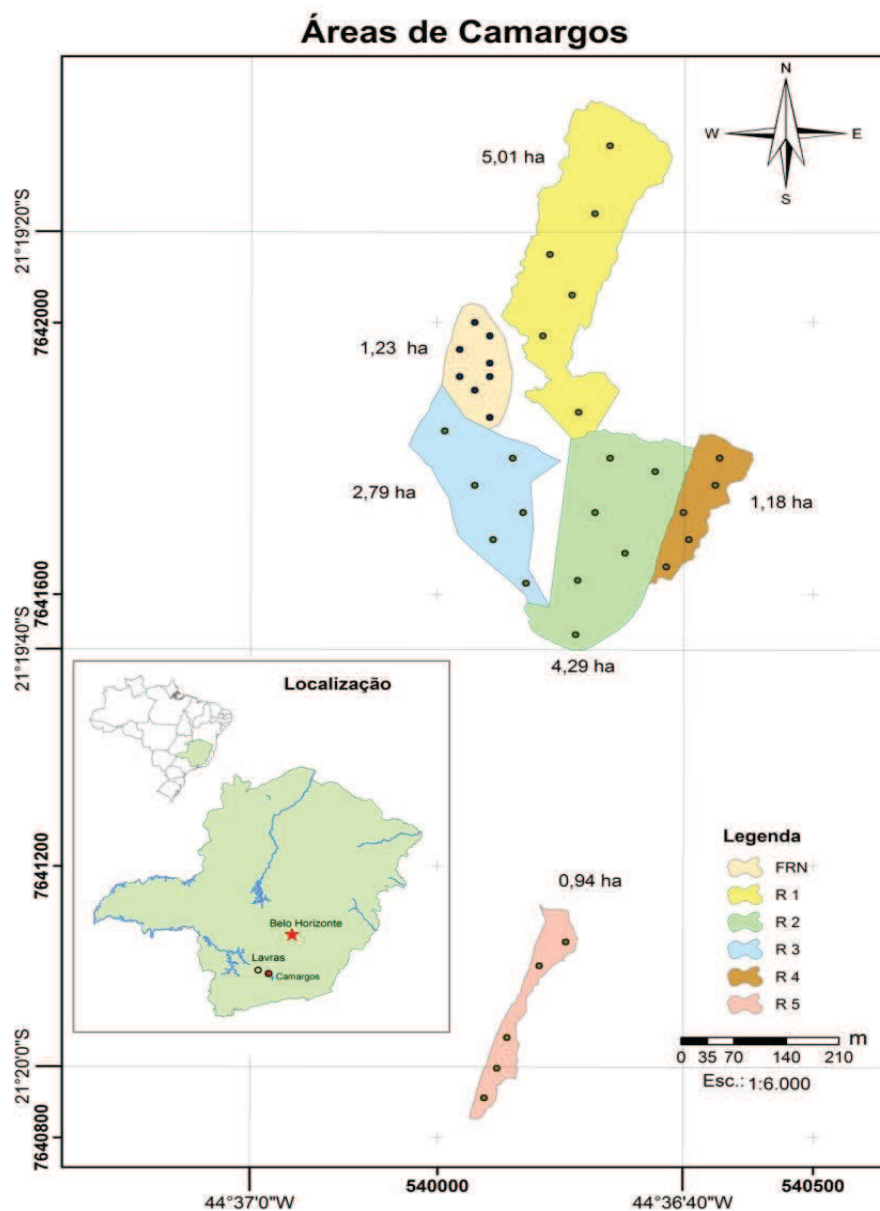 Áreas de Camargos
N
W
E
S
5,01 ha
21°19'20"S
7642000
1,23 ha
2,79 ha
1,18 ha
7641600
21°19'40"S
4,29 ha
Localização
7641200
Belo Horizonte
Lavras
Camargos
0,94 ha
Legenda
FRN
R 1
R 2
R 3
R 4
R 5
m
0 35 70 140 210
Esc.: 1:6.000
21°20'0"S
7640800
540000
540500
44°37'0"W
44°36'40"W